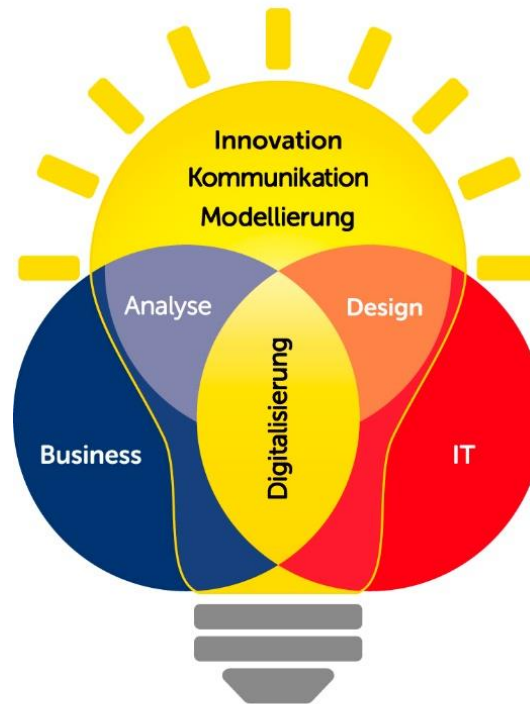 Innovation
Kommunikation
Modellierung
Analyse
Design
Digitalisierung
Business
IT